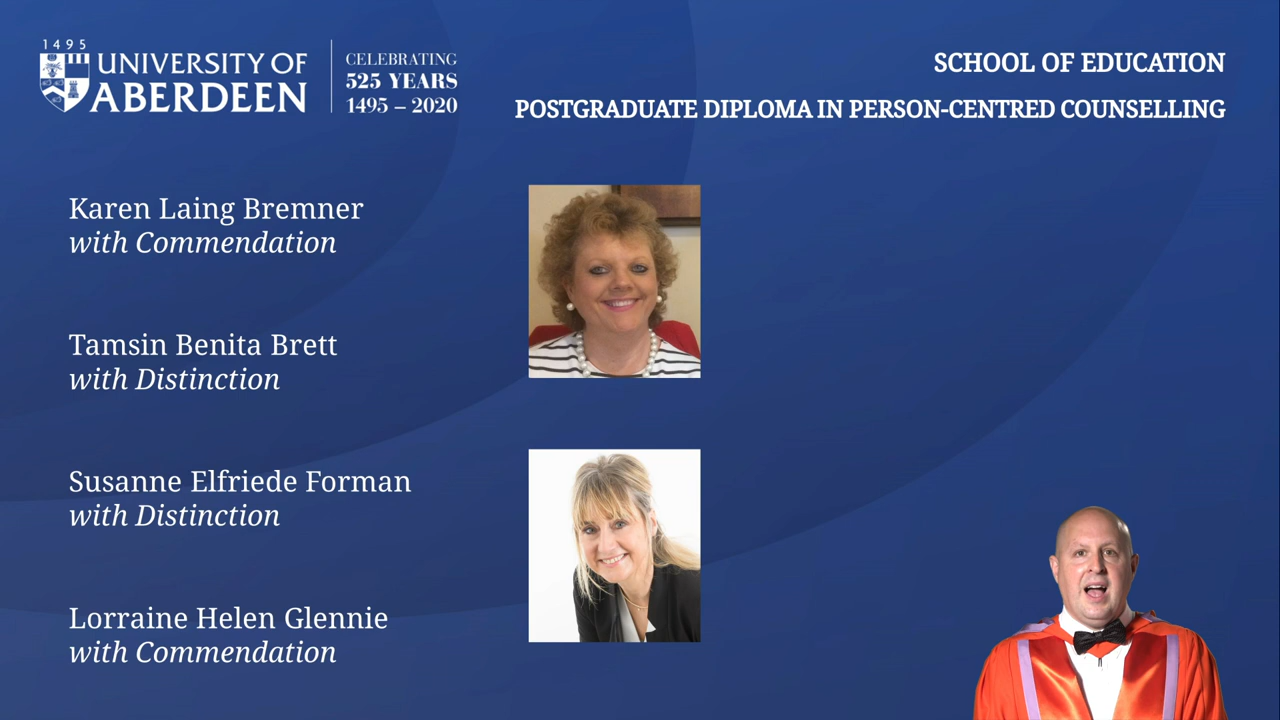 1495
UNIVERSITY OF
ABERDEEN
CELEBRATING
525 YEARS
1495 – 2020
SCHOOL OF EDUCATION
POSTGRADUATE DIPLOMA IN PERSON-CENTRED COUNSELLING
Karen Laing Bremner
with Commendation
Tamsin Benita Brett
with Distinction
Susanne Elfriede Forman
with Distinction
Lorraine Helen Glennie
with Commendation